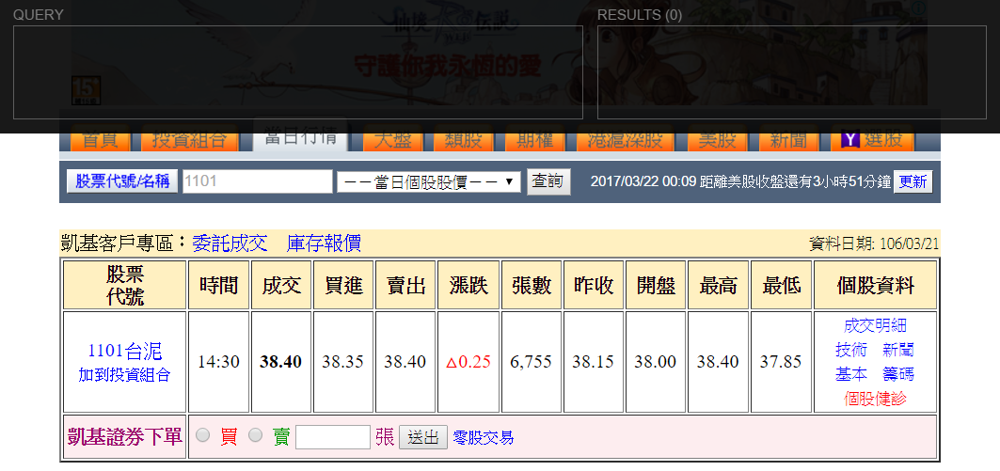 QUERY
RESULTS (0)
仙境伝説
守護你我永恆的愛
15
首頁 投資組合 當日行情 大盤 類股 期權 港滬深股 美股 新聞 Y 選股
股票代號/名稱 1101 －－當日個股股價－－ ▼ 查詢 2017/03/22 00:09 距離美股收盤還有3小時51分鐘 更新
凱基客戶專區：委託成交 庫存報價 資料日期: 106/03/21
股票
代號 時間 成交 買進 賣出 漲跌 張數 昨收 開盤 最高 最低 個股資料
1101台泥
加到投資組合 14:30 38.40 38.35 38.40 △0.25 6,755 38.15 38.00 38.40 37.85 成交明細
技術 新聞
基本 籌碼
個股健診
凱基證券下單 買 賣 張 送出 零股交易